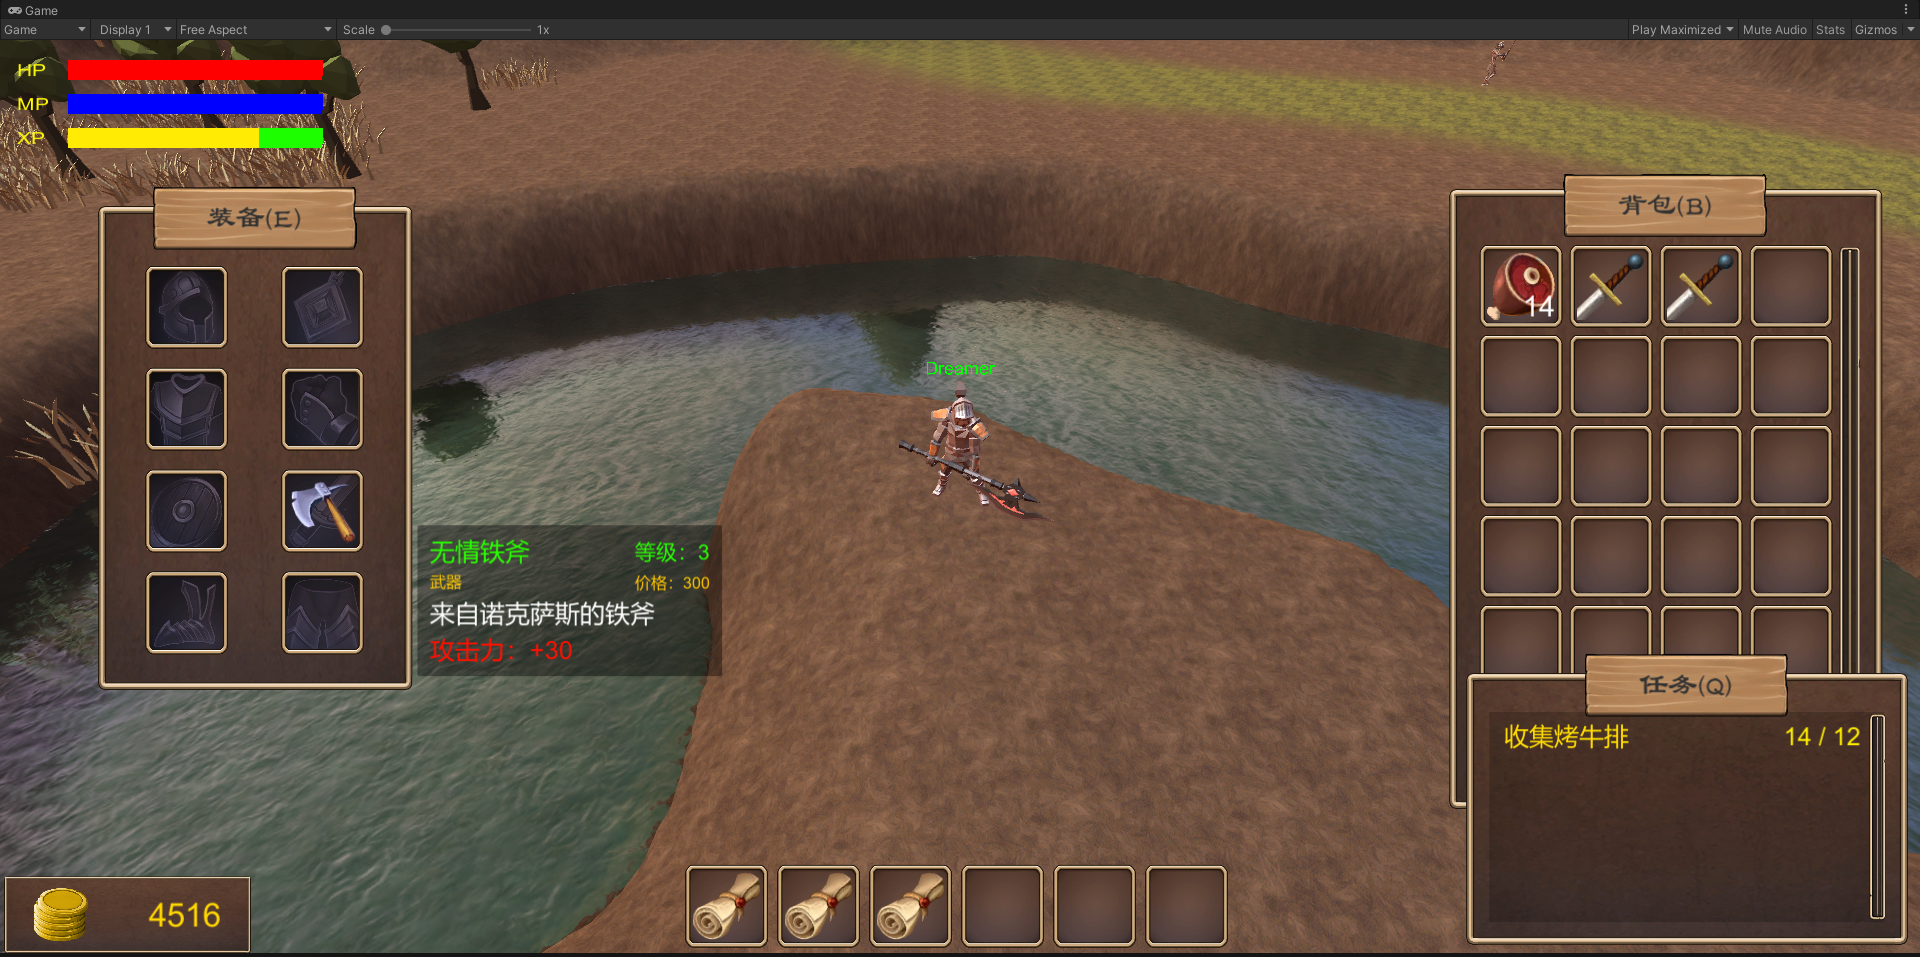 Game
Game
Display 1
Free Aspect
Scale
1x
Play Maximized
Mute Audio
Stats
Gizmos
HP
MP
XP
装备(E)
背包(B)
14
Dreamer
无情铁斧
等级：3
武器
价格：300
来自诺克萨斯的铁斧
攻击力：+30
任务(Q)
收集烤牛排
14 / 12
4516